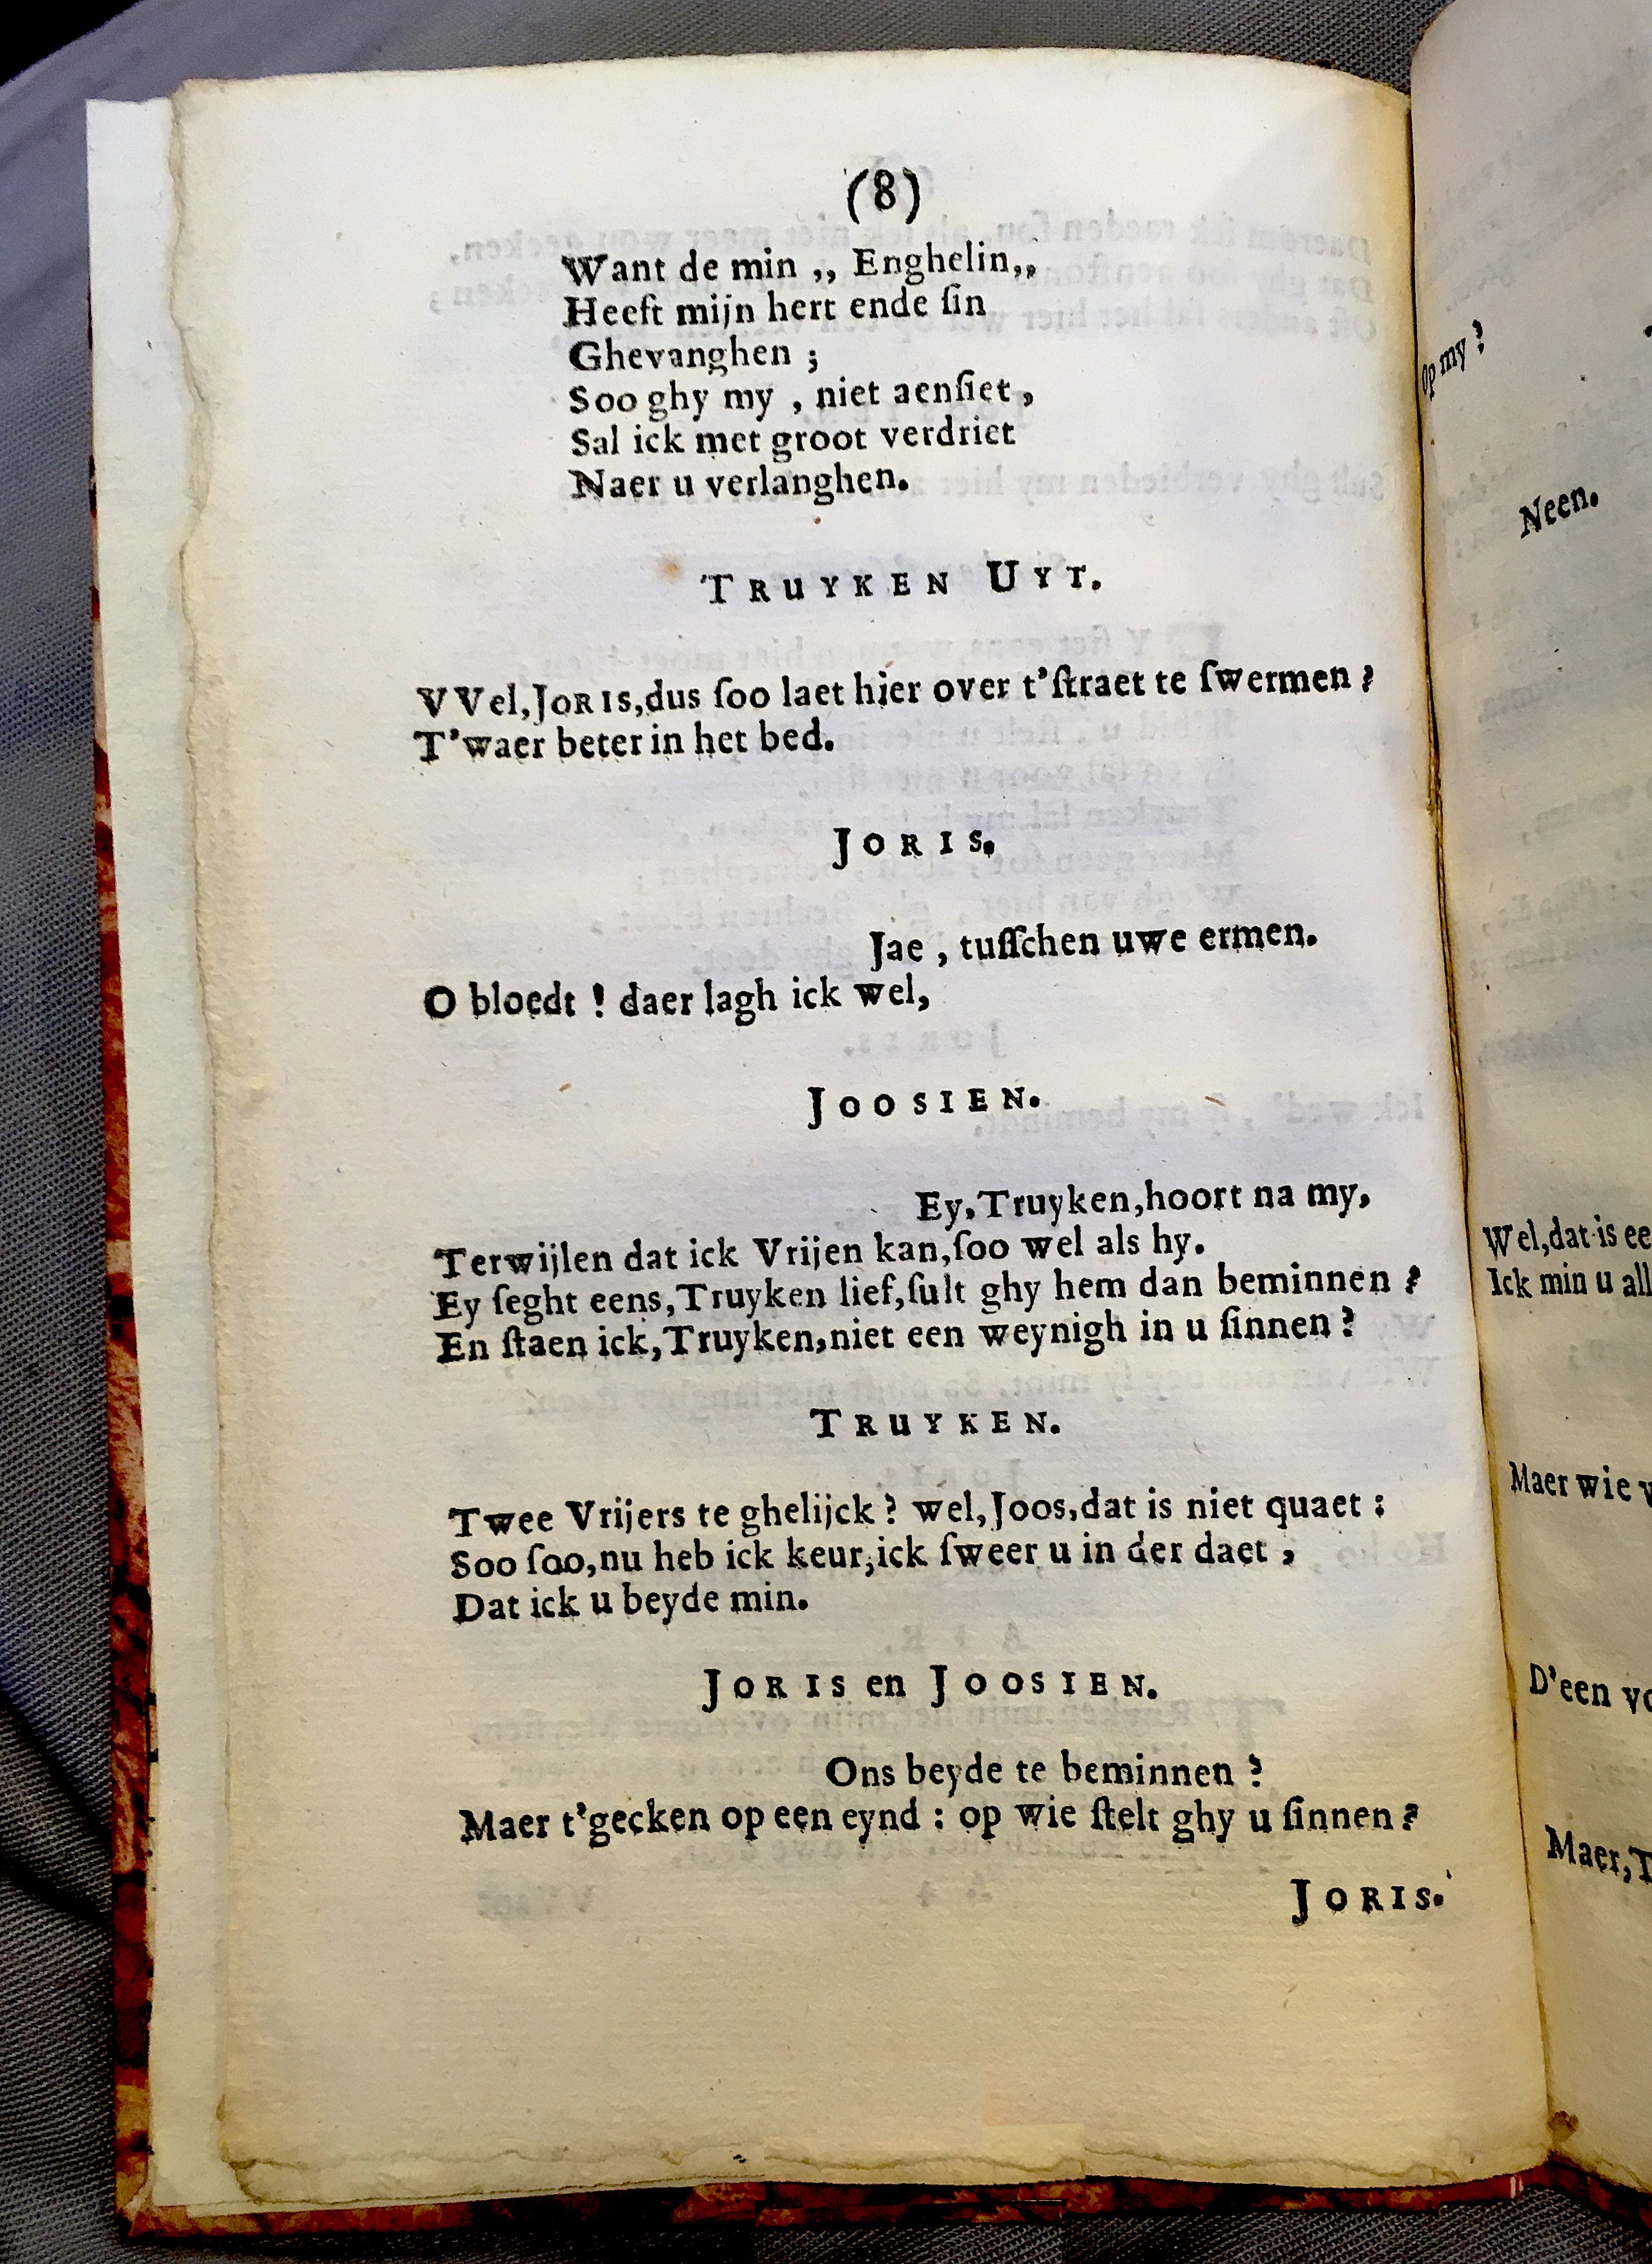 (8)
Want de min ,, Enghelin,,
Heeft mijn hert ende ſin
Ghevanghen ;
Soo ghy my , niet aenſiet ,
Sal ick met groot verdriet
Naer u verlanghen.
TRUYKEN UYT.
VVel,JORIS,dus ſoo laet hier over t'ſtraet te ſwermen ?
T'waer beter in het bed.
JORIS.
Jae , tuſſchen uwe ermen.
O bloedt ! daer lagh ick wel,
JOOSIEN.
Ey,Truyken,hoort na my,
Terwijlen dat ick Vrijen kan,ſoo wel als hy.
Ey ſeght eens,Truyken lief,ſult ghy hem dan beminnen ?
En ſtaen ick,Truyken,niet een weynigh in u ſinnen ?
TRUYKEN.
Twee Vrijers te ghelijck ? wel,Joos,dat is niet quaet :
Soo ſoo,nu heb ick keur,ick ſweer u in der daet ,
Dat ick u beyde min.
JORIS en JOOSIEN.
Ons beyde te beminnen ?
Maer t'gecken op een eynd : op wie ſtelt ghy u ſinnen ?
JORIS.
op my ?
Neen.
Wel,dat is ee
Ick min u all
Maer wie v
D'een vo
Maer,T